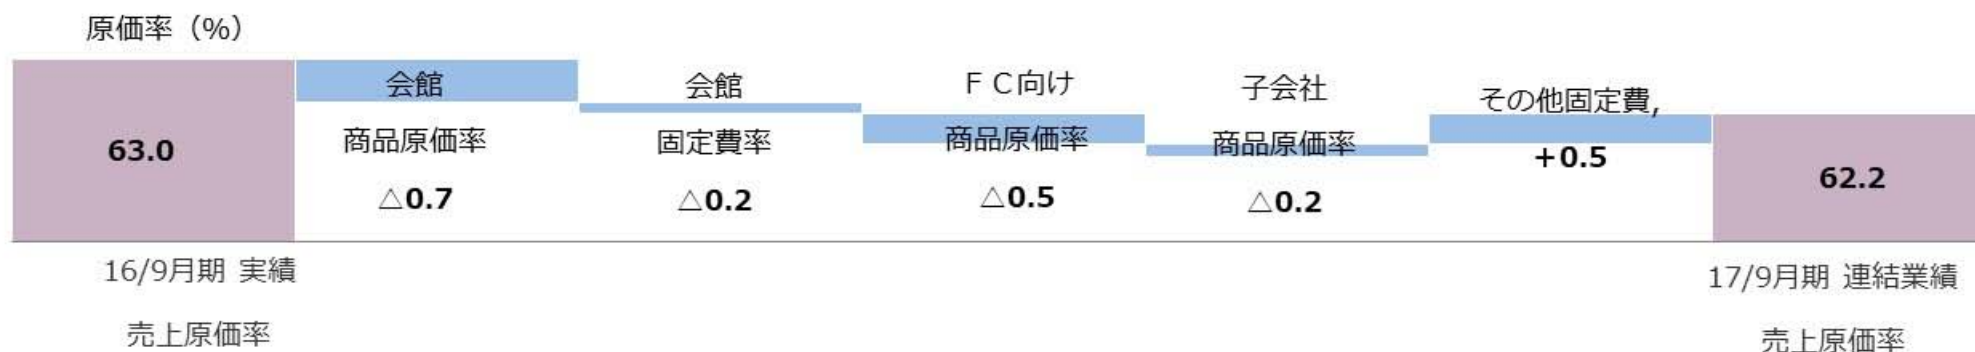 原価率（%）
63.0
会館
商品原価率
△0.7
会館
固定費率
△0.2
ＦＣ向け
商品原価率
△0.5
子会社
商品原価率
△0.2
その他固定費,
+0.5
62.2
16/9月期 実績
売上原価率
17/9月期 連結業績
売上原価率